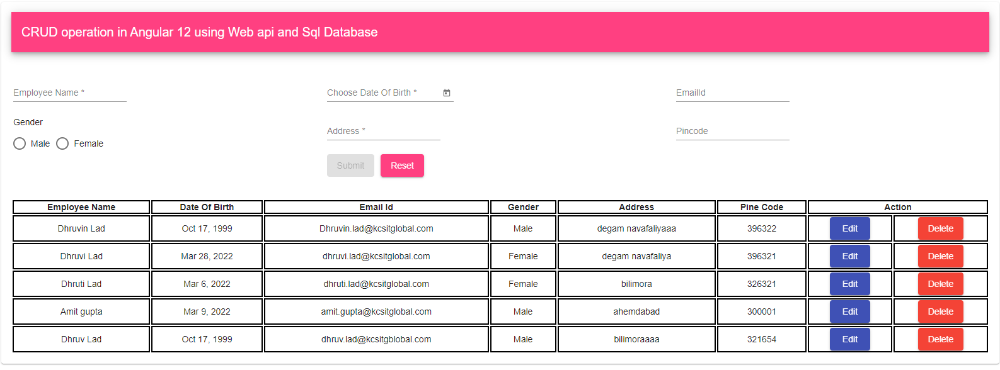 CRUD operation in Angular 12 using Web api and Sql Database
Employee Name * Choose Date Of Birth * EmailId
Gender
Address * Pincode
Male Female
Submit Reset
Employee Name Date Of Birth Email Id Gender Address Pine Code Action
Dhruvin Lad Oct 17, 1999 Dhruvin.lad@kcsitglobal.com Male degam navafaliyaaa 396322 Edit Delete
Dhruvi Lad Mar 28, 2022 dhruvi.lad@kcsitglobal.com Female degam navafaliya 396321 Edit Delete
Dhruti Lad Mar 6, 2022 dhruti.lad@kcsitglobal.com Female bilimora 326321 Edit Delete
Amit gupta Mar 9, 2022 amit.gupta@kcsitglobal.com Male ahemdabad 300001 Edit Delete
Dhruv Lad Oct 17, 1999 dhruv.lad@kcsitgblobal.com Male bilimoraaaa 321654 Edit Delete